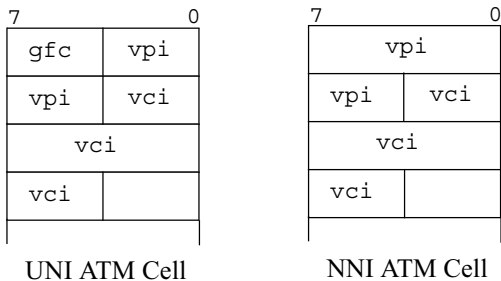 7 0
gfc vpi
vpi vci
vci
vci
UNI ATM Cell
7 0
vpi
vpi vci
vci
vci
NNI ATM Cell